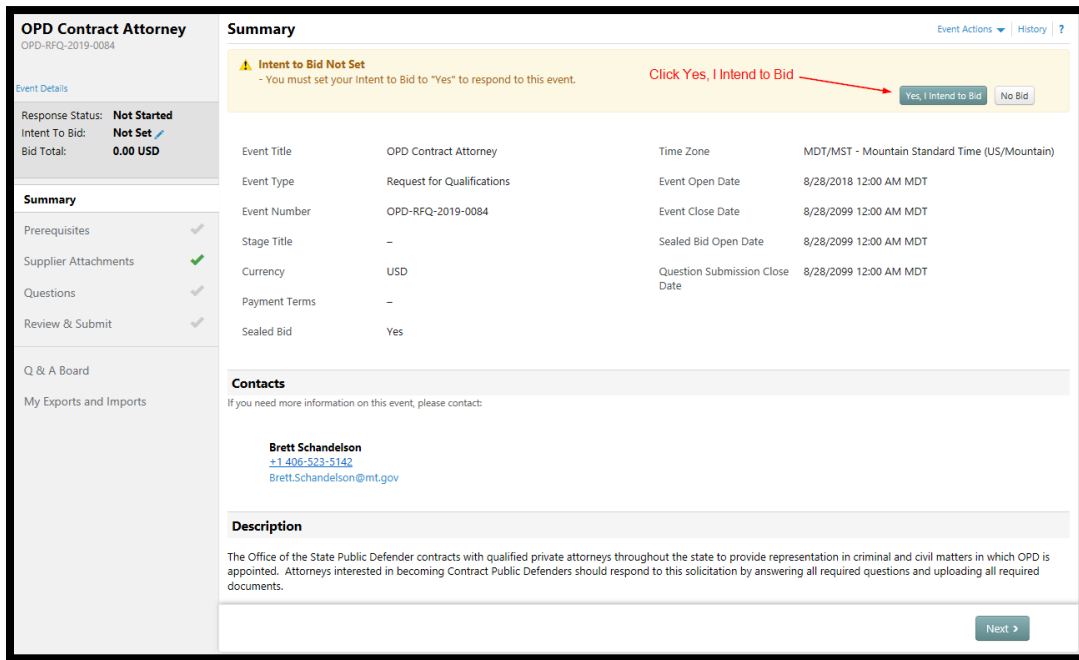 OPD Contract Attorney
OPD-RFQ-2019-0084
Event Details
Response Status: Not Started
Intent To Bid: Not Set
Bid Total: 0.00 USD
Summary
Prerequisites
Supplier Attachments
Questions
Review & Submit
Q & A Board
My Exports and Imports
Summary
Event Actions History ?
Intent to Bid Not Set
- You must set your Intent to Bid to "Yes" to respond to this event.
Click Yes, I Intend to Bid
Yes, I Intend to Bid No Bid
Event Title OPD Contract Attorney Time Zone MDT/MST - Mountain Standard Time (US/Mountain)
Event Type Request for Qualifications Event Open Date 8/28/2018 12:00 AM MDT
Event Number OPD-RFQ-2019-0084 Event Close Date 8/28/2099 12:00 AM MDT
Stage Title – Sealed Bid Open Date 8/28/2099 12:00 AM MDT
Currency USD Question Submission Close 8/28/2099 12:00 AM MDT
Date
Payment Terms –
Sealed Bid Yes
Contacts
If you need more information on this event, please contact:
Brett Schandelson
+1 406-523-5142
Brett.Schandelson@mt.gov
Description
The Office of the State Public Defender contracts with qualified private attorneys throughout the state to provide representation in criminal and civil matters in which OPD is
appointed. Attorneys interested in becoming Contract Public Defenders should respond to this solicitation by answering all required questions and uploading all required
documents.
Next >